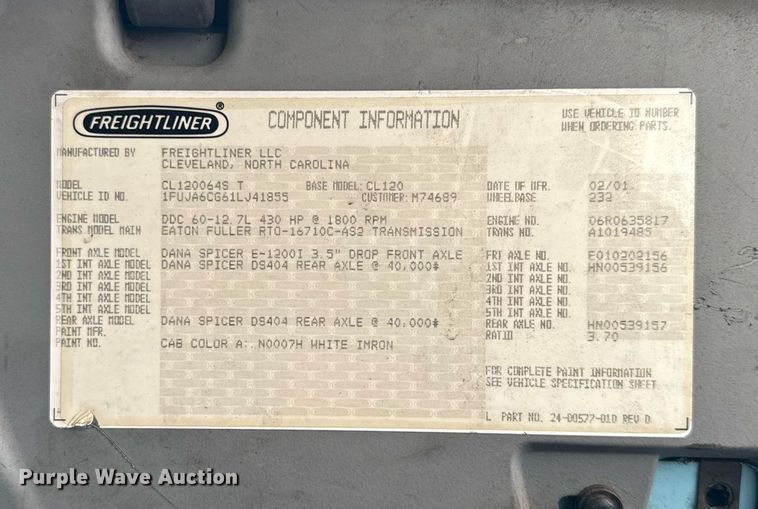 FREIGHTLINER ®
COMPONENT INFORMATION
USE VEHICLE ID NUMBER
WHEN ORDERING PARTS.
MANUFACTURED BY FREIGHTLINER LLC
CLEVELAND, NORTH CAROLINA
MODEL CL120064S T BASE MODEL: CL120 DATE OF MFR. 02/01
VEHICLE ID NO. 1FUJA6CG61LJ41855 CUSTOMER: M74689 WHEELBASE 232
ENGINE MODEL DDC 60-12.7L 430 HP @ 1800 RPM ENGINE NO. 06R0635817
TRANS MODEL MAIN EATON FULLER RTO-16710C-AS2 TRANSMISSION TRANS NO. A1019485
FRONT AXLE MODEL DANA SPICER E-1200I 3.5" DROP FRONT AXLE FRT AXLE NO. E010202156
1ST INT AXLE MODEL DANA SPICER DS404 REAR AXLE @ 40,000# 1ST INT AXLE NO. HN00539156
2ND INT AXLE MODEL 2ND INT AXLE NO.
3RD INT AXLE MODEL 3RD INT AXLE NO.
4TH INT AXLE MODEL 4TH INT AXLE NO.
5TH INT AXLE MODEL 5TH INT AXLE NO.
REAR AXLE MODEL DANA SPICER DS404 REAR AXLE @ 40,000# REAR AXLE NO. HN00539157
PAINT MFR. RATIO 3.70
PAINT NO. CAB COLOR A: N0007H WHITE IMRON
FOR COMPLETE PAINT INFORMATION
SEE VEHICLE SPECIFICATION SHEET
L PART NO. 24-00577-010 REV D
Purple Wave Auction